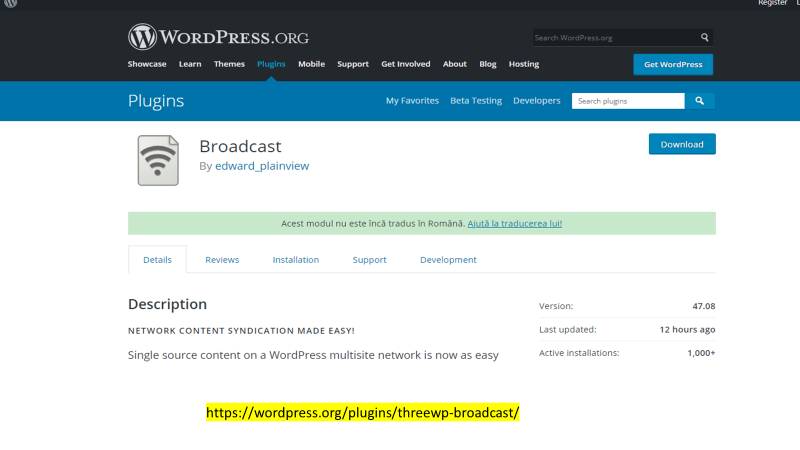 Register
WORDPRESS.ORG
Search WordPress.org
Showcase Learn Themes Plugins Mobile Support Get Involved About Blog Hosting
Get WordPress
Plugins
My Favorites Beta Testing Developers
Search plugins
Broadcast
By edward_plainview
Download
Acest modul nu este încă tradus în Română. Ajută la traducerea lui!
Details Reviews Installation Support Development
Description
NETWORK CONTENT SYNDICATION MADE EASY!
Single source content on a WordPress multisite network is now as easy
Version: 47.08
Last updated: 12 hours ago
Active installations: 1,000+
https://wordpress.org/plugins/threewp-broadcast/